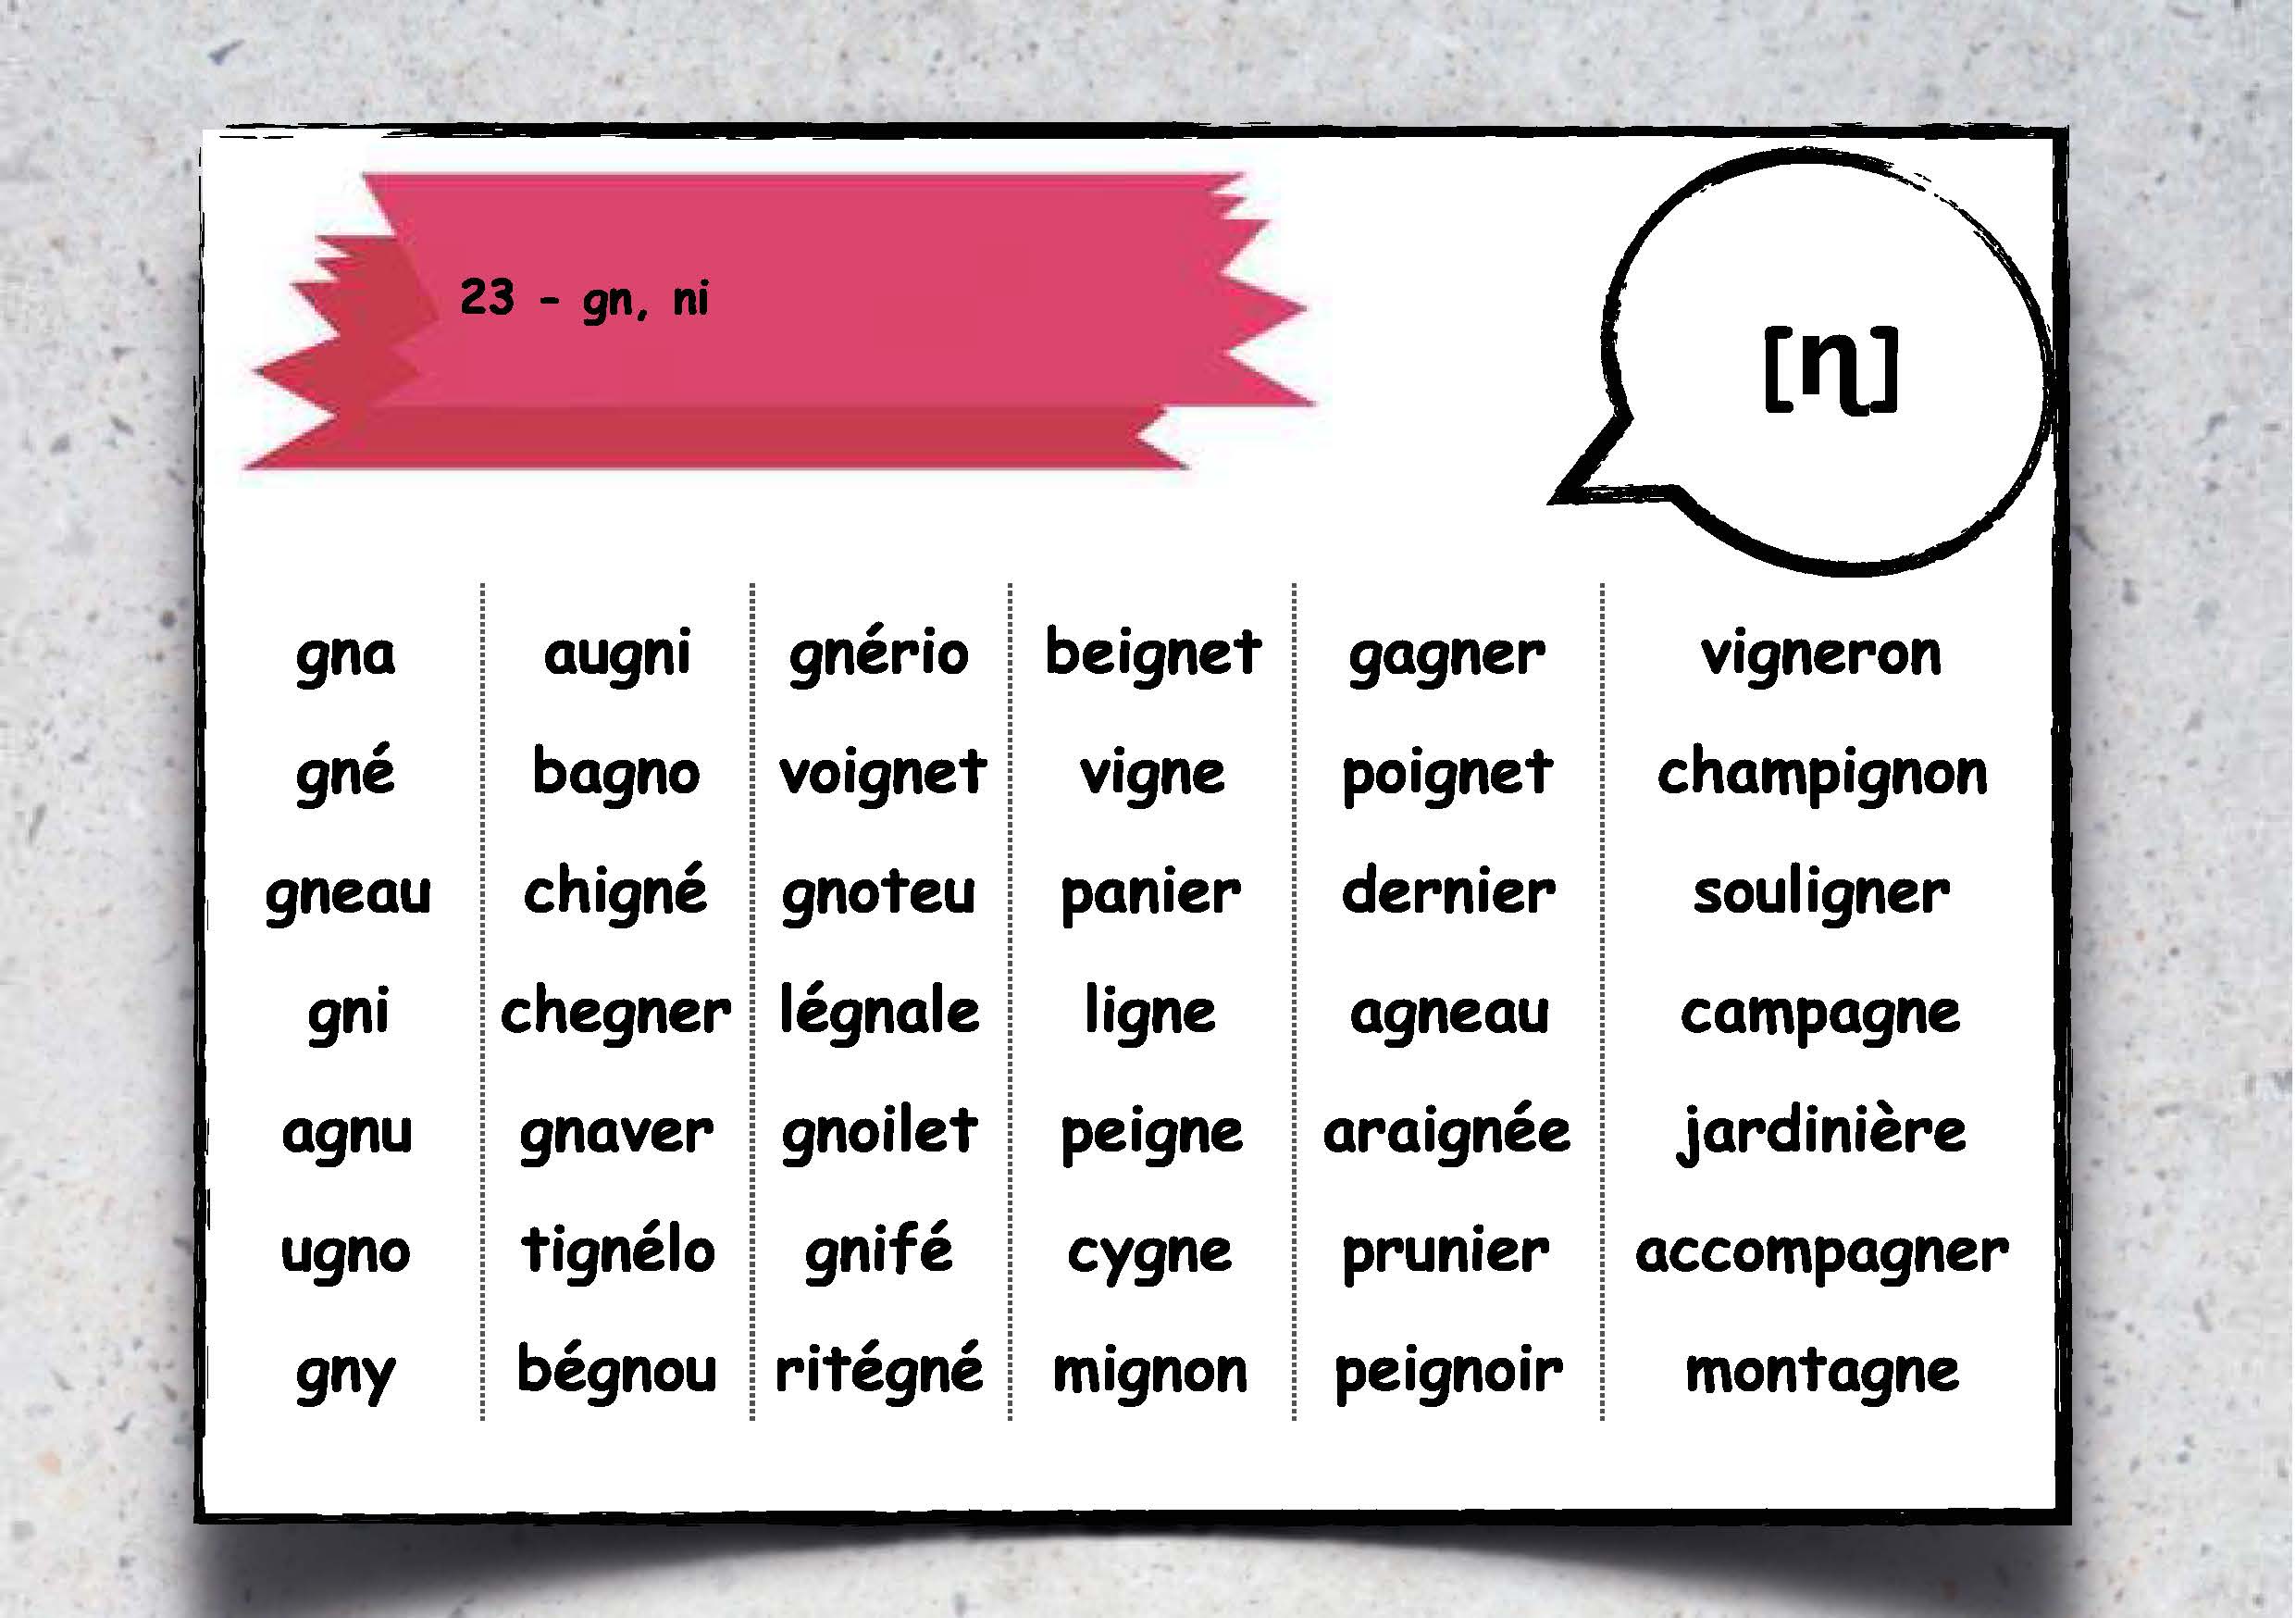 23 - gn, ni
[ɳ]
gna augni gnério beignet gagner vigneron
gné bagno voignet vigne poignet champignon
gneau chigné gnoteu panier dernier souligner
gni chegner légnale ligne agneau campagne
agnu gnaver gnoilet peigne araignée jardinière
ugno tignélo gnifé cygne prunier accompagner
gny bégnou ritégné mignon peignoir montagne